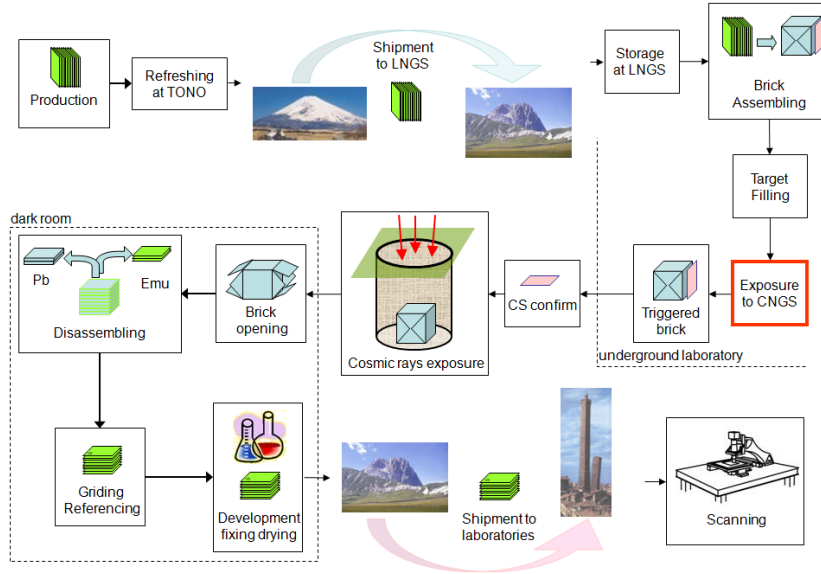 Production
Refreshing
at TONO
Shipment
to LNGS
Storage
at LNGS
Brick
Assembling
Target
Filling
Exposure
to CNGS
underground laboratory
Triggered
brick
CS confirm
Cosmic rays exposure
dark room
Brick
opening
Pb
Emu
Disassembling
Griding
Referencing
Development
fixing drying
Shipment to
laboratories
Scanning